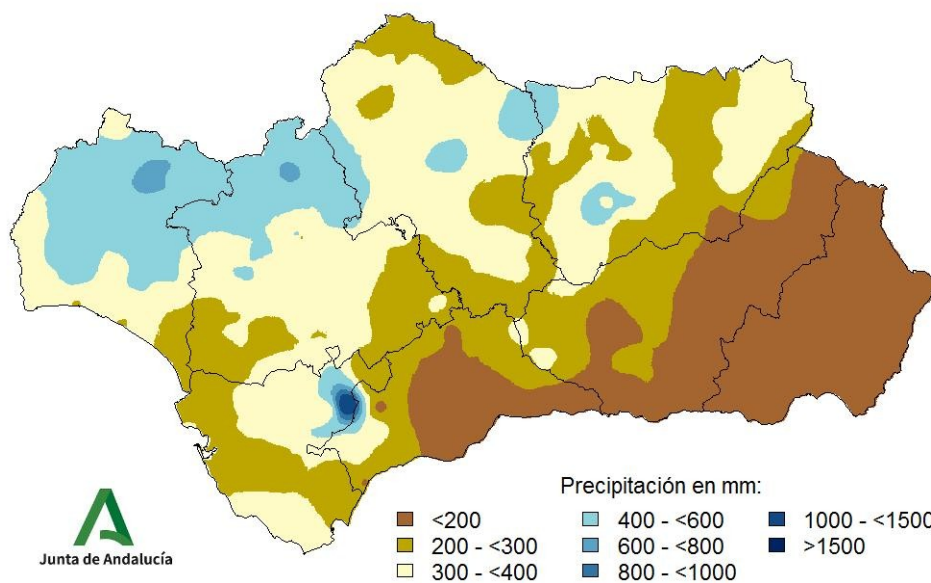 Precipitación en mm:
<200
200 - <300
300 - <400
400 - <600
600 - <800
800 - <1000
1000 - <1500
>1500
Junta de Andalucía